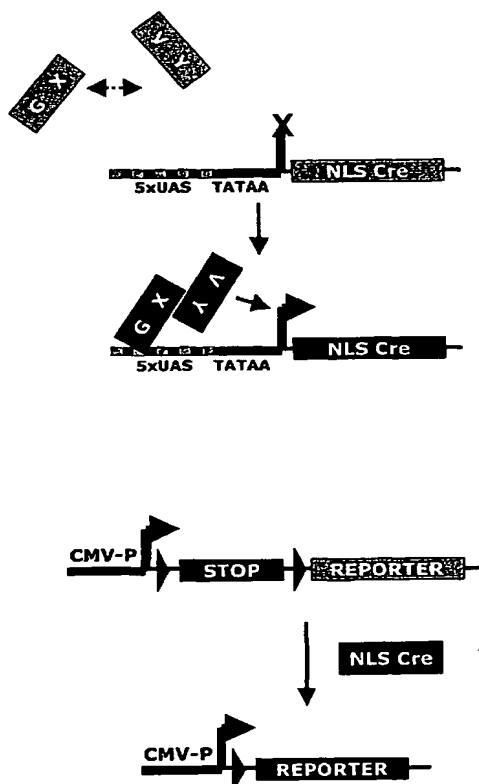 V Y
G X
X
NLS Cre
5xUAS TATAA
G X
V Y
NLS Cre
5xUAS TATAA
CMV-P
STOP
REPORTER
NLS Cre
CMV-P
REPORTER